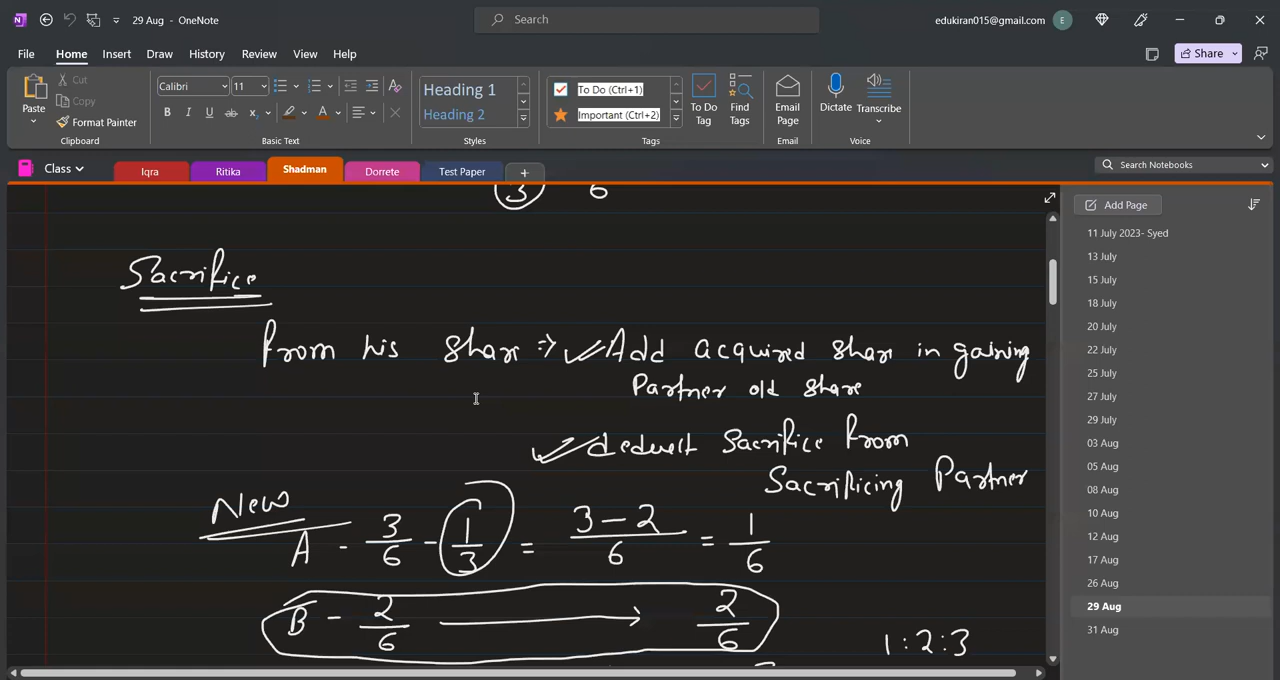 29 Aug - OneNote
Search
edukiran015@gmail.com
E
File Home Insert Draw History Review View Help
Share
Paste
Cut
Copy
Format Painter
Clipboard
Calibri 11
B I U ab x
A
Basic Text
Heading 1
Heading 2
Styles
To Do (Ctrl+1)
Important (Ctrl+2)
Tags
To Do Tag
Find Tags
Email Page
Email
Dictate
Transcribe
Voice
Class
Iqra
Ritika
Shadman
Dorrete
Test Paper
+
Search Notebooks
Add Page
11 July 2023- Syed
13 July
15 July
18 July
20 July
22 July
25 July
27 July
29 July
03 Aug
05 Aug
08 Aug
10 Aug
12 Aug
17 Aug
26 Aug
29 Aug
31 Aug
3 6
Sacrifice
From his share => ✓ Add acquired share in gaining
Partner old share
✓ deduct Sacrifice from
Sacrificing Partner
New
A - 3/6 - 1/3 = 3-2/6 = 1/6
B - 2/6 → 2/6
1:2:3